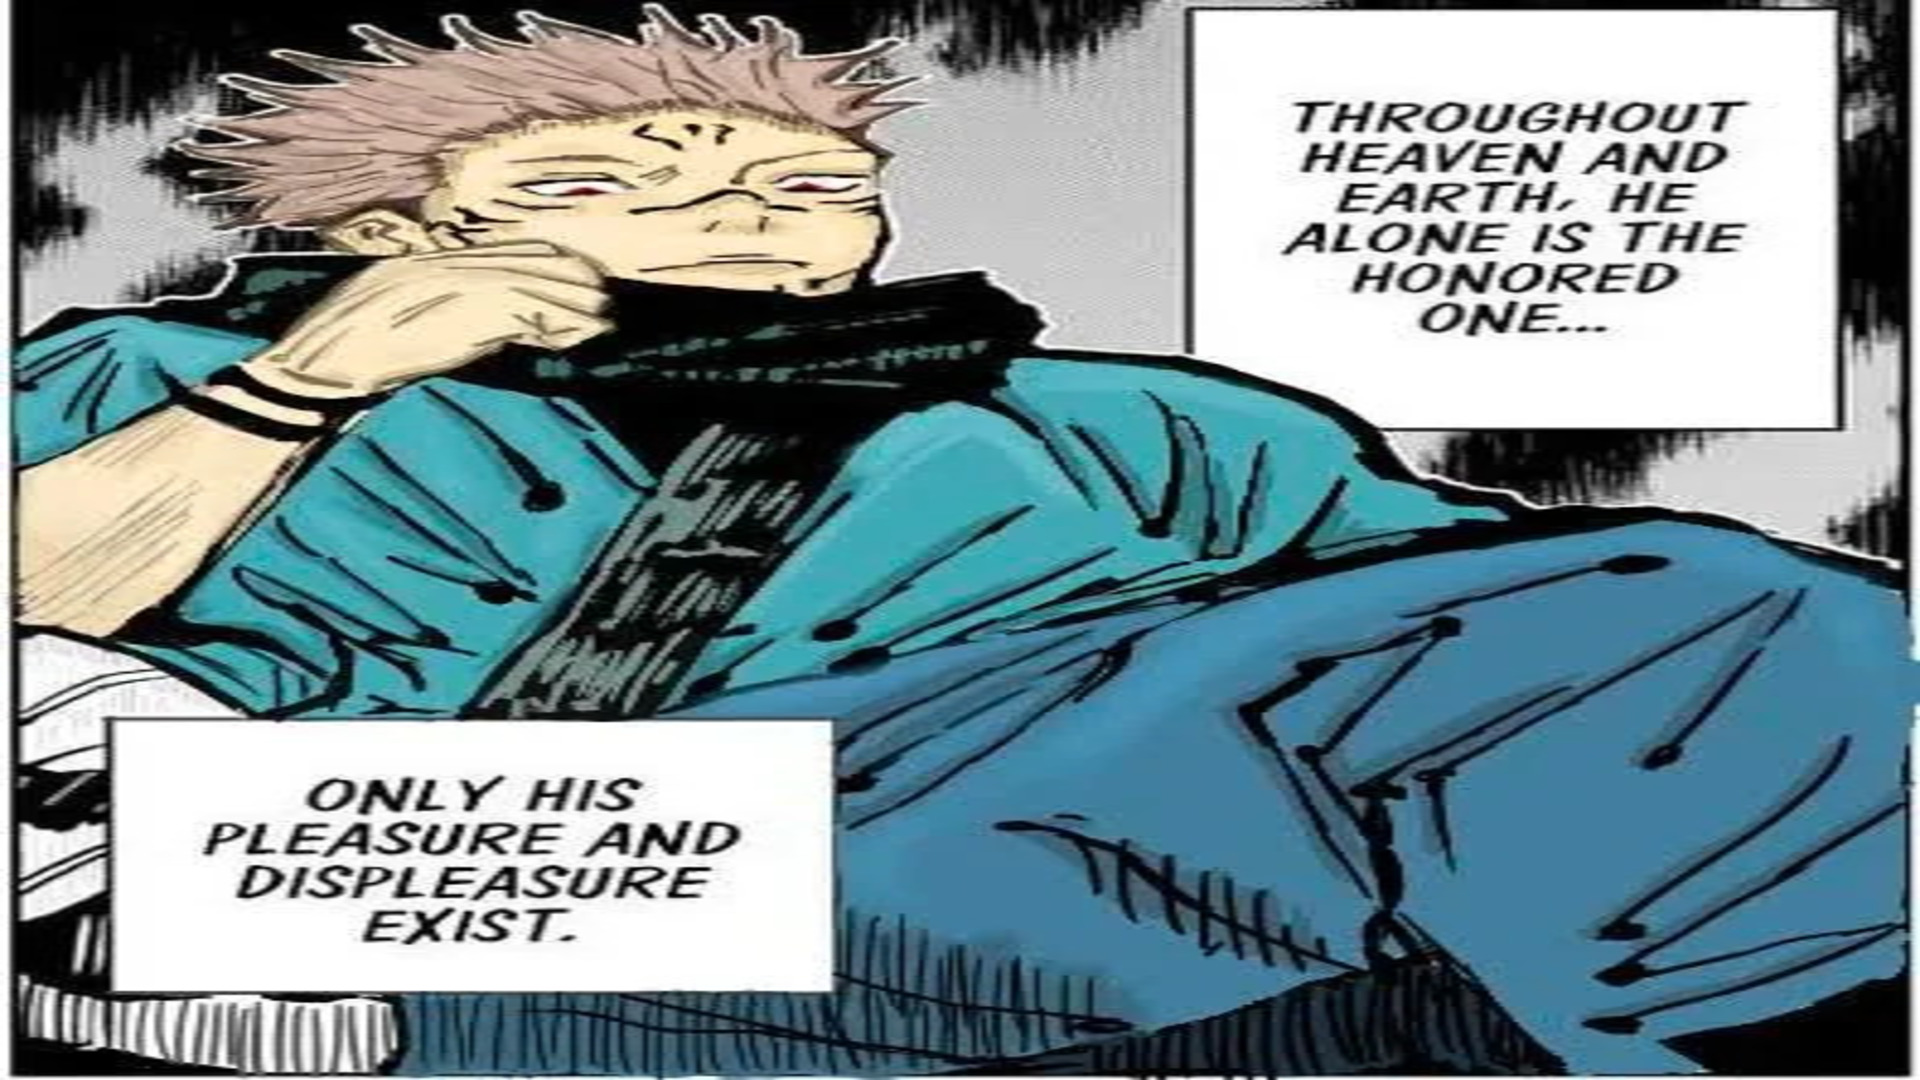 THROUGHOUT
HEAVEN AND
EARTH, HE
ALONE IS THE
HONORED
ONE...
ONLY HIS
PLEASURE AND
DISPLEASURE
EXIST.